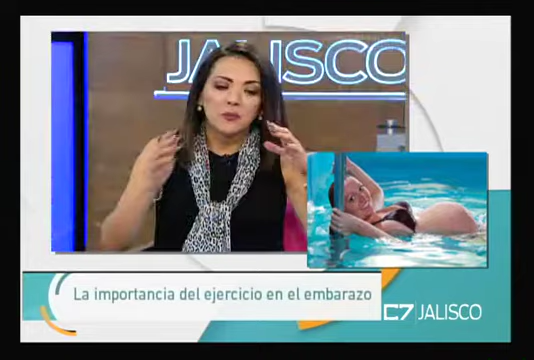 JALISCO
La importancia del ejercicio en el embarazo
C7 JALISCO